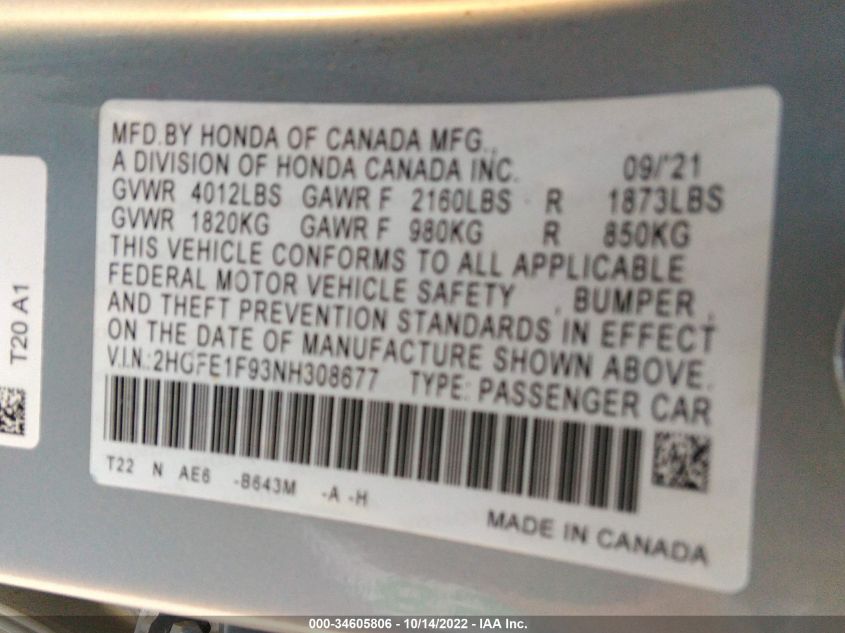 MFD.BY HONDA OF CANADA MFG.,
A DIVISION OF HONDA CANADA INC. 09/'21
GVWR 4012LBS GAWR F 2160LBS R 1873LBS
GVWR 1820KG GAWR F 980KG R 850KG
THIS VEHICLE CONFORMS TO ALL APPLICABLE
FEDERAL MOTOR VEHICLE SAFETY , BUMPER ,
AND THEFT PREVENTION STANDARDS IN EFFECT
ON THE DATE OF MANUFACTURE SHOWN ABOVE.
V.I.N.:2HGFE1F93NH308677 TYPE: PASSENGER CAR
T22 N AE6 -B643M -A -H
MADE IN CANADA
T20 A1
000-34605806 - 10/14/2022 - IAA Inc.